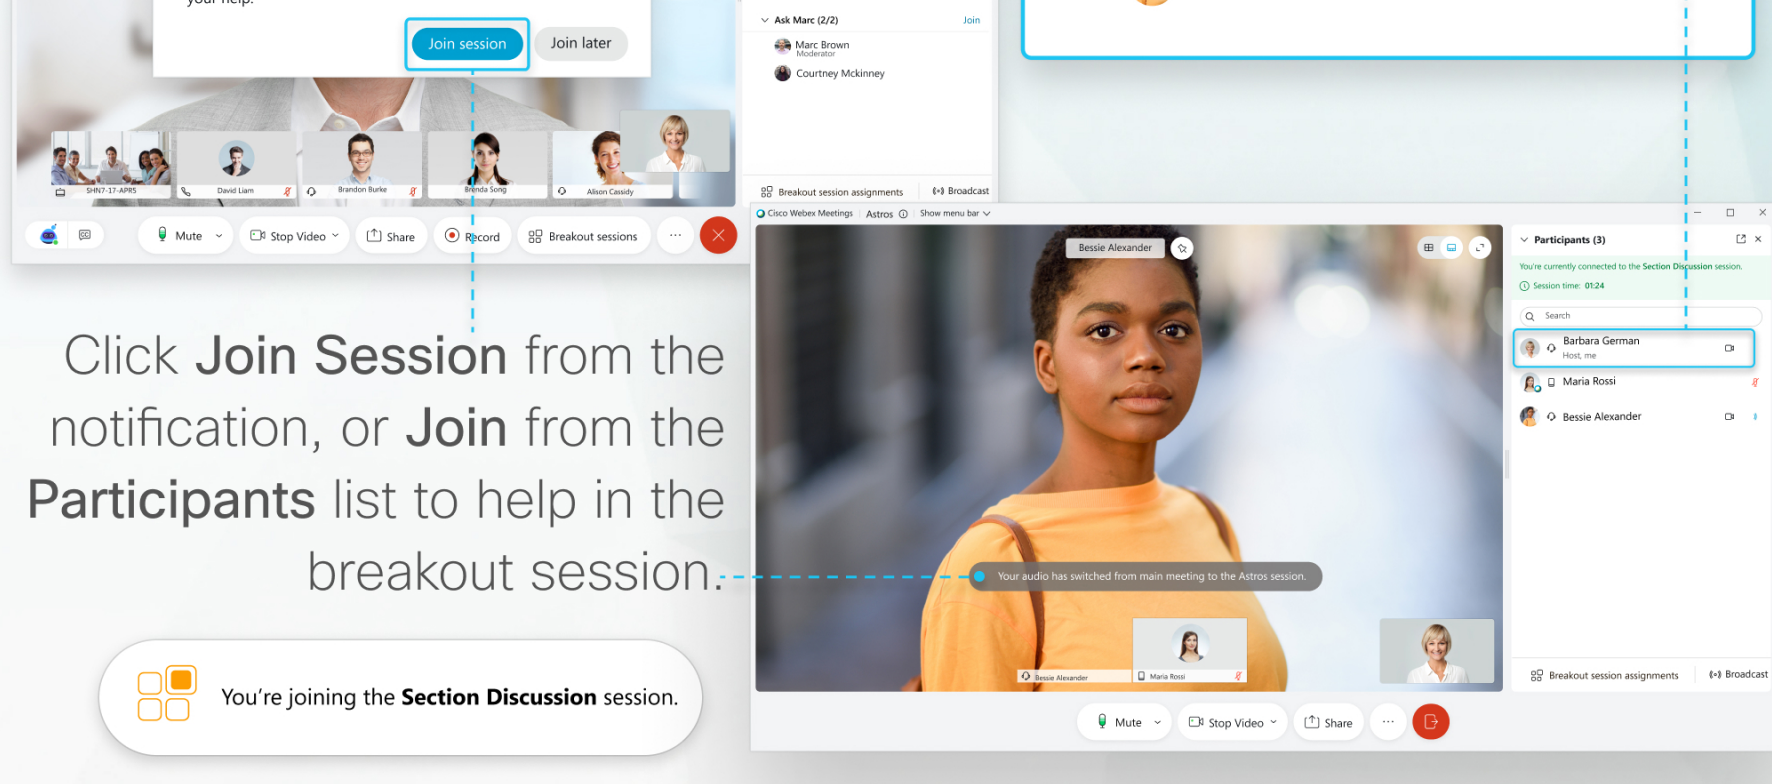 your help.
Join session
Join later
SHN7-17-APR5
David Liam
Brandon Burke
Brenda Song
Alison Cassidy
CC
Mute
Stop Video
Share
Record
Breakout sessions
Ask Marc (2/2)
Join
Marc Brown
Moderator
Courtney Mckinney
Breakout session assignments
Broadcast
Click Join Session from the
notification, or Join from the
Participants list to help in the
breakout session.
You're joining the Section Discussion session.
Cisco Webex Meetings
Astros
Show menu bar
Bessie Alexander
Your audio has switched from main meeting to the Astros session.
Bessie Alexander
Maria Rossi
Mute
Stop Video
Share
Participants (3)
You're currently connected to the Section Discussion session.
Session time: 01:24
Search
Barbara German
Host, me
Maria Rossi
Bessie Alexander
Breakout session assignments
Broadcast